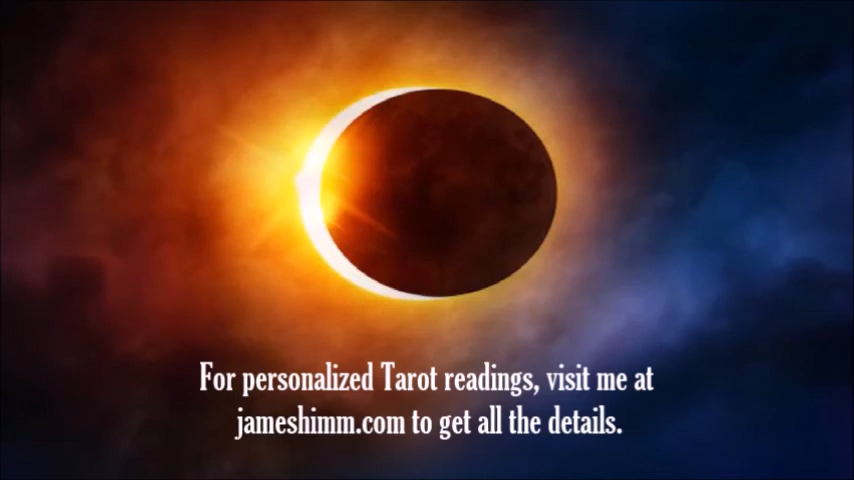 For personalized Tarot readings, visit me at
jameshimm.com to get all the details.